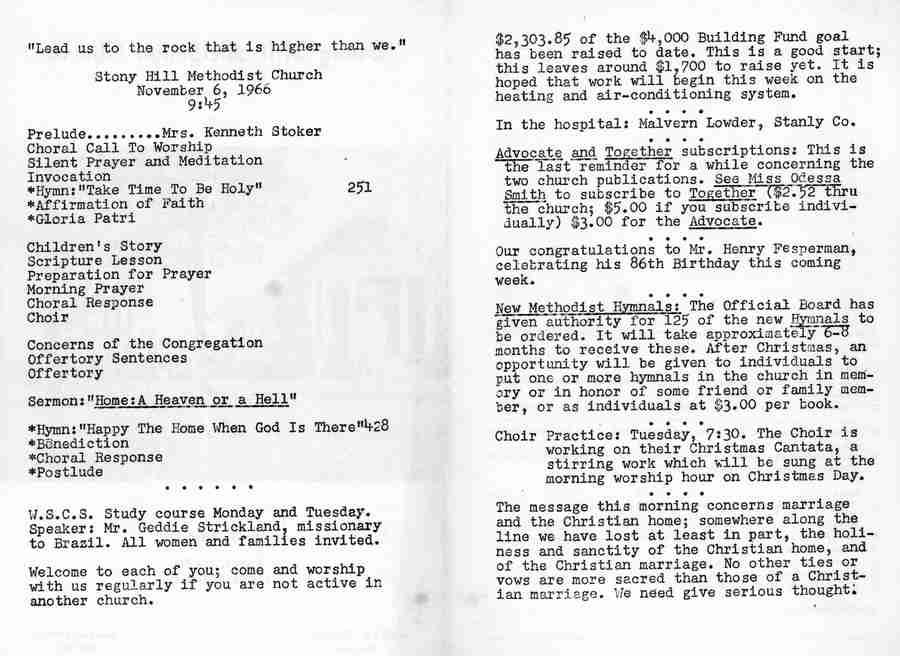 "Lead us to the rock that is higher than we."
Stony Hill Methodist Church
November 6, 1966
9:45
Prelude.........Mrs. Kenneth Stoker
Choral Call To Worship
Silent Prayer and Meditation
Invocation
*Hymn:"Take Time To Be Holy" 251
*Affirmation of Faith
*Gloria Patri
Children's Story
Scripture Lesson
Preparation for Prayer
Morning Prayer
Choral Response
Choir
Concerns of the Congregation
Offertory Sentences
Offertory
Sermon:"Home:A Heaven or a Hell"
*Hymn:"Happy The Home When God Is There"428
*Benediction
*Choral Response
*Postlude
. . . . . .
W.S.C.S. Study course Monday and Tuesday.
Speaker: Mr. Geddie Strickland, missionary
to Brazil. All women and families invited.
Welcome to each of you; come and worship
with us regularly if you are not active in
another church.
$2,303.85 of the $4,000 Building Fund goal
has been raised to date. This is a good start;
this leaves around $1,700 to raise yet. It is
hoped that work will begin this week on the
heating and air-conditioning system.
. . . .
In the hospital: Malvern Lowder, Stanly Co.
. . . .
Advocate and Together subscriptions: This is
the last reminder for a while concerning the
two church publications. See Miss Odessa
Smith to subscribe to Together ($2.52 thru
the church; $5.00 if you subscribe indivi-
dually) $3.00 for the Advocate.
. . . .
Our congratulations to Mr. Henry Fesperman,
celebrating his 86th Birthday this coming
week.
. . . .
New Methodist Hymnals: The Official Board has
given authority for 125 of the new Hymnals to
be ordered. It will take approximately 6-8
months to receive these. After Christmas, an
opportunity will be given to individuals to
put one or more hymnals in the church in mem-
ory or in honor of some friend or family mem-
ber, or as individuals at $3.00 per book.
. . . .
Choir Practice: Tuesday, 7:30. The Choir is
working on their Christmas Cantata, a
stirring work which will be sung at the
morning worship hour on Christmas Day.
. . . .
The message this morning concerns marriage
and the Christian home; somewhere along the
line we have lost at least in part, the holi-
ness and sanctity of the Christian home, and
of the Christian marriage. No other ties or
vows are more sacred than those of a Christ-
ian marriage. We need give serious thought!